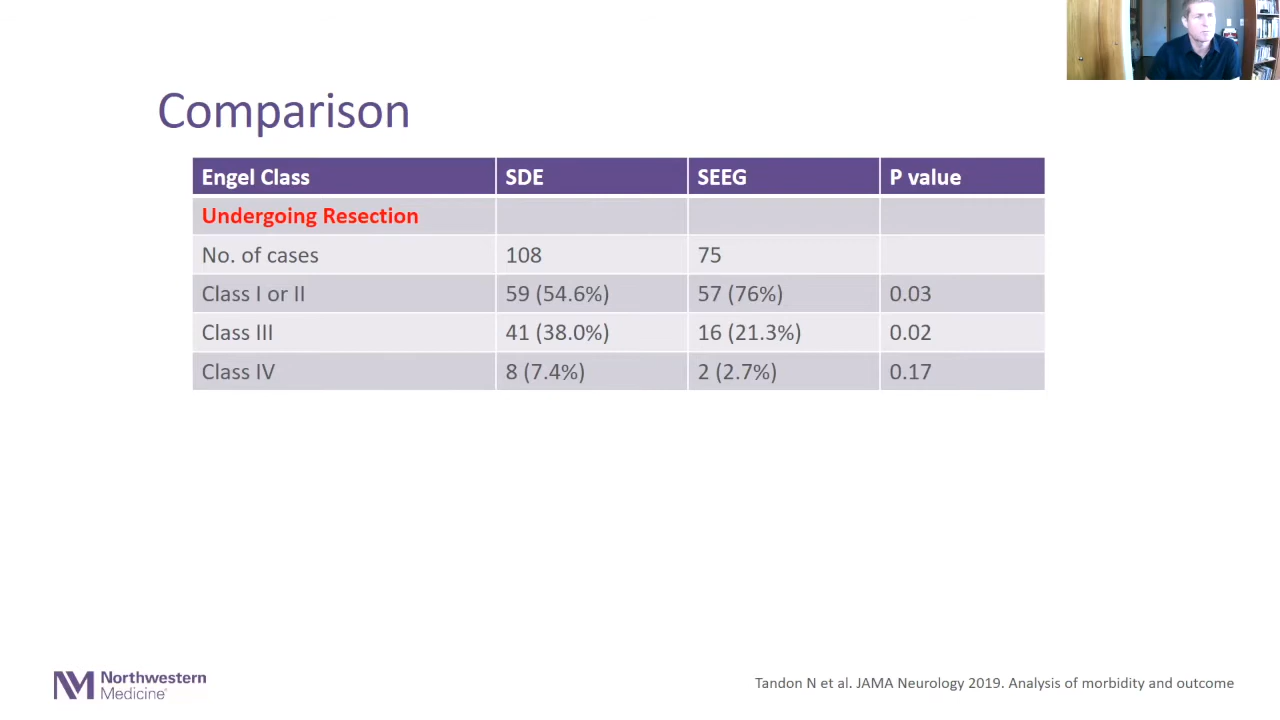 Comparison
Engel Class SDE SEEG P value
Undergoing Resection
No. of cases 108 75
Class I or II 59 (54.6%) 57 (76%) 0.03
Class III 41 (38.0%) 16 (21.3%) 0.02
Class IV 8 (7.4%) 2 (2.7%) 0.17
Northwestern
Medicine®
Tandon N et al. JAMA Neurology 2019. Analysis of morbidity and outcome